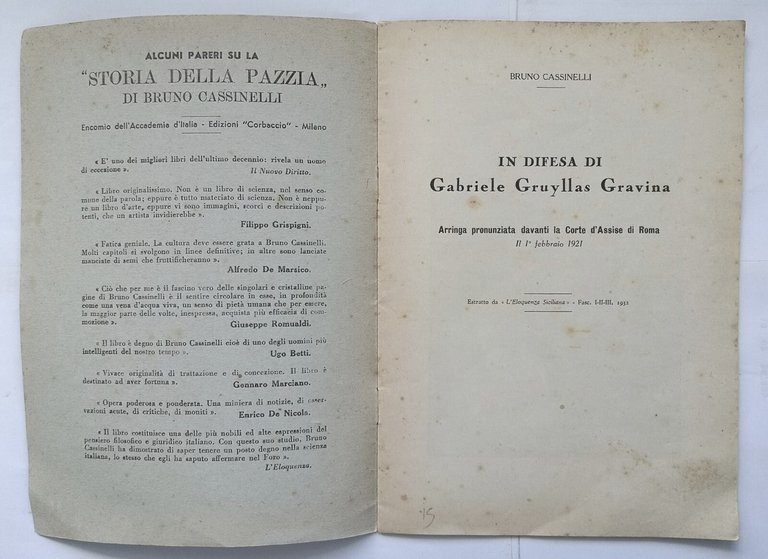 ALCUNI PARERI SU LA
"STORIA DELLA PAZZIA„
DI BRUNO CASSINELLI
Encomio dell'Accademia d'Italia - Edizioni "Corbaccio" - Milano
« E' uno dei migliori libri dell'ultimo decennio: rivela un uomo
di eccezione ». Il Nuovo Diritto.
« Libro originalissimo. Non è un libro di scienza, nel senso co-
mune della parola; eppure è tutto materiato di scienza. Non è neppu-
re un libro d'arte, eppure vi sono immagini, scorci e descrizioni po-
tenti, che un artista invidierebbe ».
Filippo Grispigni.
« Fatica geniale. La cultura deve essere grata a Bruno Cassinelli.
Molti capitoli si svolgono in linee definitive; in altre sono lanciate
manciate di semi che fruttificheranno ».
Alfredo De Marsico.
« Ciò che per me è il fascino vero delle singolari e cristalline pa-
gine di Bruno Cassinelli è il sentire circolare in esse, in profondità
come una vena d'acqua viva, un senso di pietà umana che per essere,
la maggior parte delle volte, inespressa, acquista più efficacia di com-
mozione ». Giuseppe Romualdi.
« Il libro è degno di Bruno Cassinelli cioè di uno degli uomini più
intelligenti del nostro tempo ». Ugo Betti.
« Vivace originalità di trattazione e di concezione. Il libro è
destinato ad aver fortuna ». Gennaro Marciano.
« Opera poderosa e ponderata. Una miniera di notizie, di osser-
vazioni acute, di critiche, di moniti ». Enrico De Nicola.
« Il libro costituisce una delle più nobili ed alte espressioni del
pensiero filosofico e giuridico italiano. Con questo suo studio, Bruno
Cassinelli ha dimostrato di saper tenere un posto degno nella scienza
italiana, lo stesso che egli ha saputo affermare nel Foro ».
L'Eloquenza.
BRUNO CASSINELLI
IN DIFESA DI
Gabriele Gruyllas Gravina
Arringa pronunziata davanti la Corte d'Assise di Roma
Il 1° febbraio 1921
Estratto da « L'Eloquenza Siciliana » - Fasc. I-II-III. 1932
15